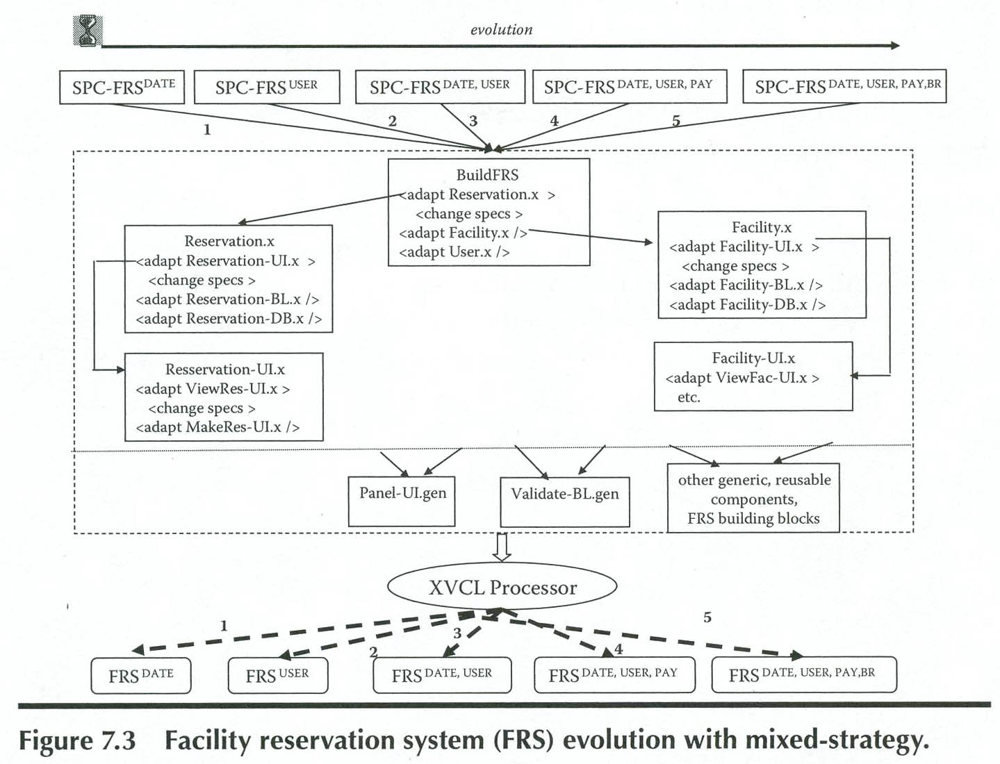 evolution
SPC-FRS DATE
SPC-FRS USER
SPC-FRS DATE, USER
SPC-FRS DATE, USER, PAY
SPC-FRS DATE, USER, PAY,BR
1
2
3
4
5
BuildFRS
<adapt Reservation.x >
<change specs >
<adapt Facility.x />
<adapt User.x />
Reservation.x
<adapt Reservation-UI.x >
<change specs >
<adapt Reservation-BL.x />
<adapt Reservation-DB.x />
Facility.x
<adapt Facility-UI.x >
<change specs >
<adapt Facility-BL.x />
<adapt Facility-DB.x />
Resservation-UI.x
<adapt ViewRes-UI.x >
<change specs >
<adapt MakeRes-UI.x />
Facility-UI.x
<adapt ViewFac-UI.x >
etc.
Panel-UI.gen
Validate-BL.gen
other generic, reusable
components,
FRS building blocks
XVCL Processor
1
2
3
4
5
FRS DATE
FRS USER
FRS DATE, USER
FRS DATE, USER, PAY
FRS DATE, USER, PAY,BR
Figure 7.3 Facility reservation system (FRS) evolution with mixed-strategy.